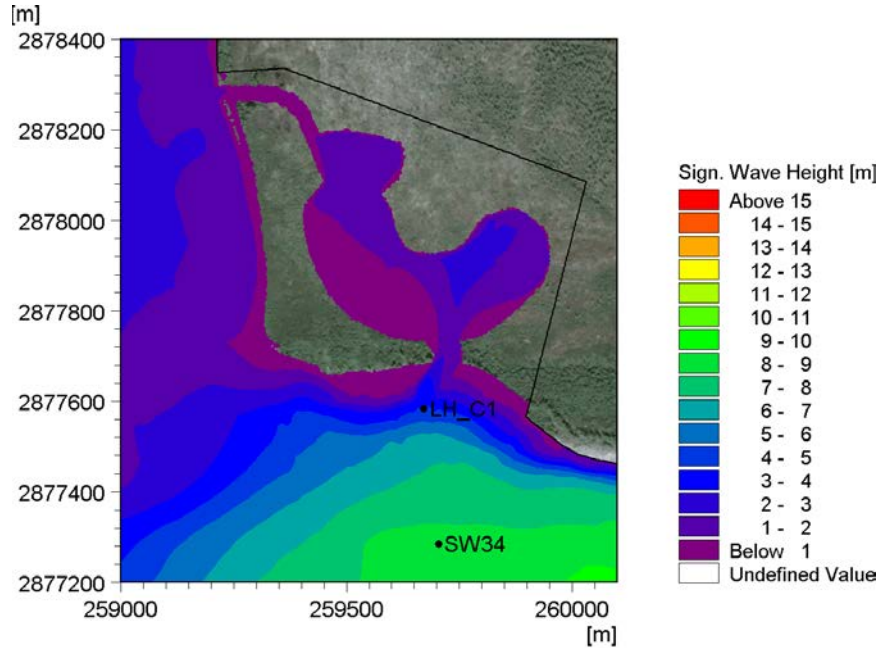 [m]
2878400
2878200
2878000
2877800
2877600
2877400
2877200
259000
259500
260000
[m]
LH_C1
SW34
Sign. Wave Height [m]
Above 15
14 - 15
13 - 14
12 - 13
11 - 12
10 - 11
9 - 10
8 - 9
7 - 8
6 - 7
5 - 6
4 - 5
3 - 4
2 - 3
1 - 2
Below 1
Undefined Value